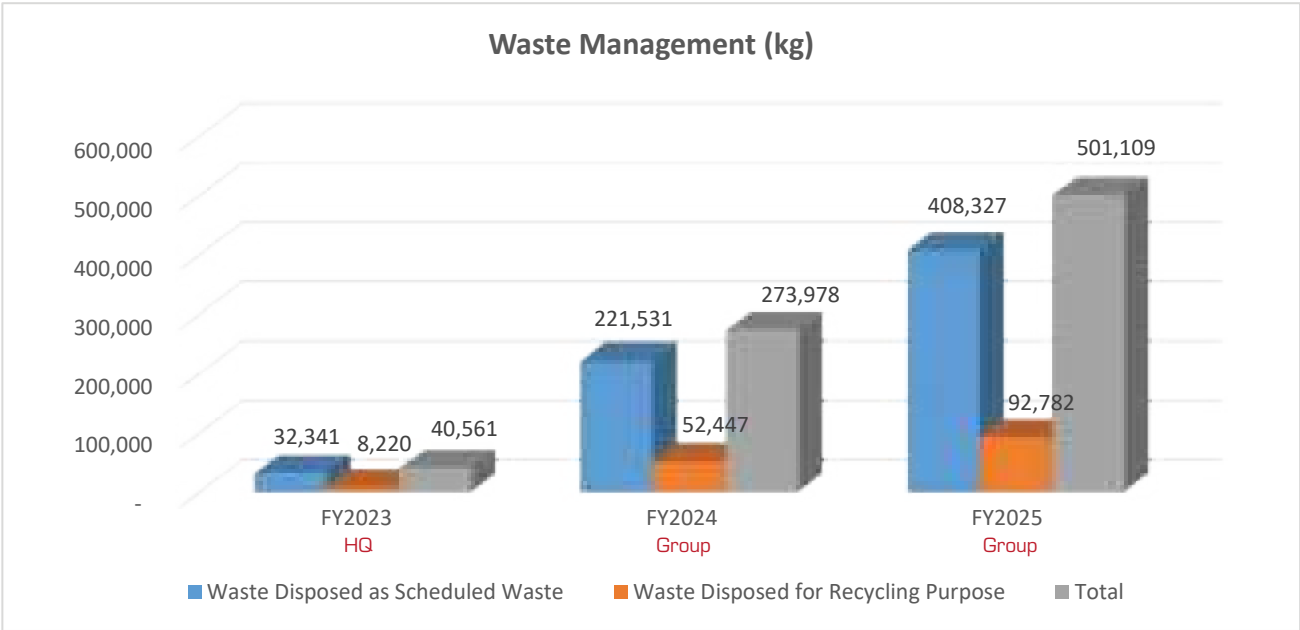 Waste Management (kg)
600,000
500,000
400,000
300,000
200,000
100,000
-
32,341
8,220
40,561
221,531
52,447
273,978
408,327
92,782
501,109
FY2023
HQ
FY2024
Group
FY2025
Group
Waste Disposed as Scheduled Waste
Waste Disposed for Recycling Purpose
Total